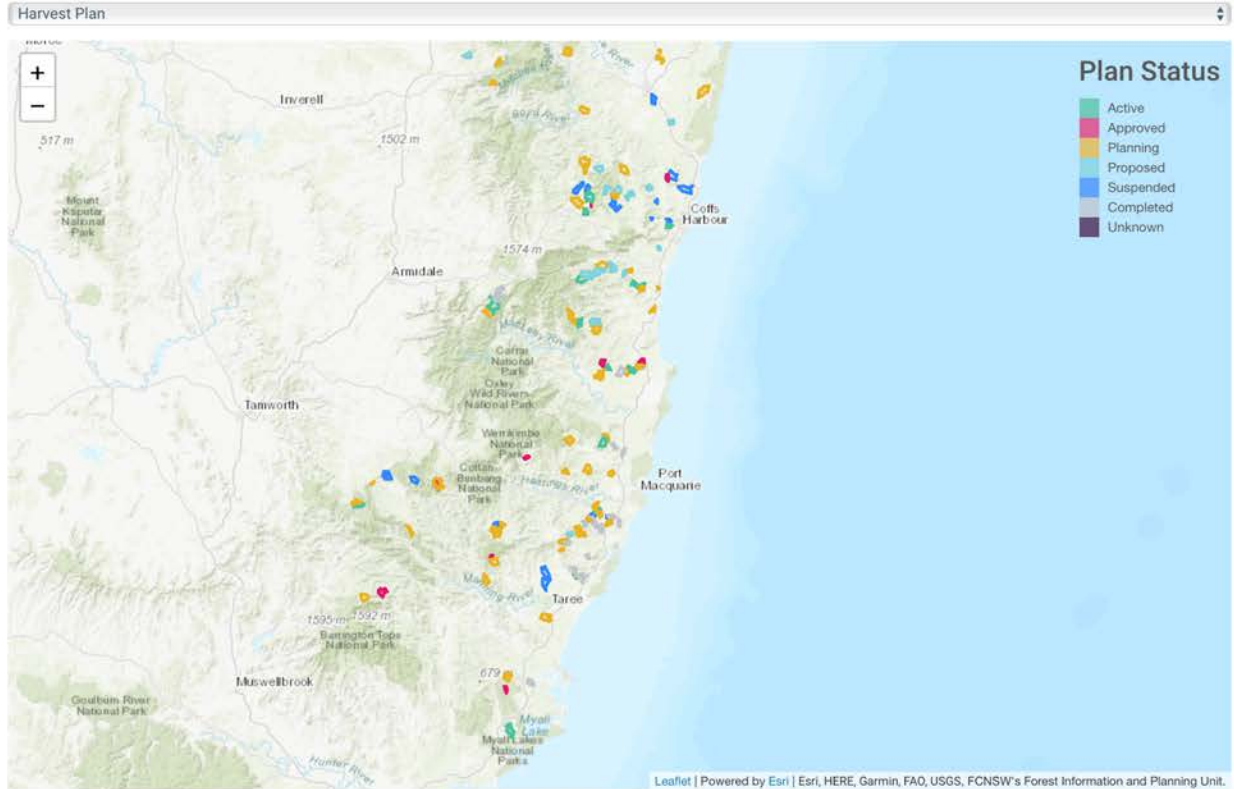 Harvest Plan
+
−
Inverell
517 m
1502 m
Mount
Kaputar
National
Park
Plan Status
Active
Approved
Planning
Proposed
Suspended
Completed
Unknown
Coffs
Harbour
1574 m
Armidale
Macleay River
National
Park
Oxley
Wild Rivers
National Park
Tamworth
Werrikimbe
National
Park
National
Park
Hastings River
Port
Macquarie
Manning River
Taree
1595 m
1592 m
Barrington Tops
National Park
679
Muswellbrook
Goulburn River
National Park
Myall
Lake
Myall Lakes
National
Parks
Hunter River
Leaflet | Powered by Esri | Esri, HERE, Garmin, FAO, USGS, FCNSW's Forest Information and Planning Unit.